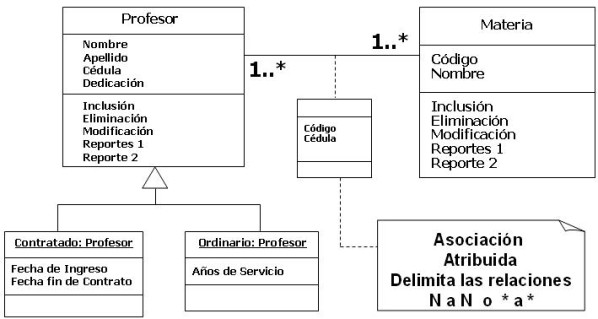 Profesor
Nombre
Apellido
Cédula
Dedicación
Inclusión
Eliminación
Modificación
Reportes 1
Reporte 2
1..*
1..*
Materia
Código
Nombre
Inclusión
Eliminación
Modificación
Reportes 1
Reporte 2
Código
Cédula
Contratado: Profesor
Fecha de Ingreso
Fecha fin de Contrato
Ordinario: Profesor
Años de Servicio
Asociación
Atribuida
Delimita las relaciones
N a N o * a *